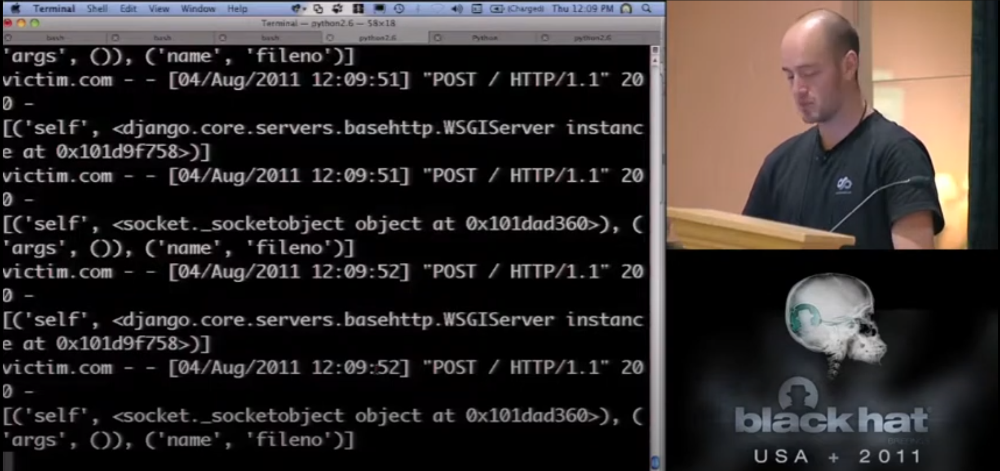 Terminal Shell Edit View Window Help (Charged) Thu 12:09 PM
Terminal — python2.6 — 58×18
bash bash bash python2.6 Python python2.6
'args', ()), ('name', 'fileno')]
victim.com - - [04/Aug/2011 12:09:51] "POST / HTTP/1.1" 20
0 -
[('self', <django.core.servers.basehttp.WSGIServer instanc
e at 0x101d9f758>)]
victim.com - - [04/Aug/2011 12:09:51] "POST / HTTP/1.1" 20
0 -
[('self', <socket._socketobject object at 0x101dad360>), (
'args', ()), ('name', 'fileno')]
victim.com - - [04/Aug/2011 12:09:52] "POST / HTTP/1.1" 20
0 -
[('self', <django.core.servers.basehttp.WSGIServer instanc
e at 0x101d9f758>)]
victim.com - - [04/Aug/2011 12:09:52] "POST / HTTP/1.1" 20
0 -
[('self', <socket._socketobject object at 0x101dad360>), (
'args', ()), ('name', 'fileno')]
black hat
BRIEFINGS
USA + 2011